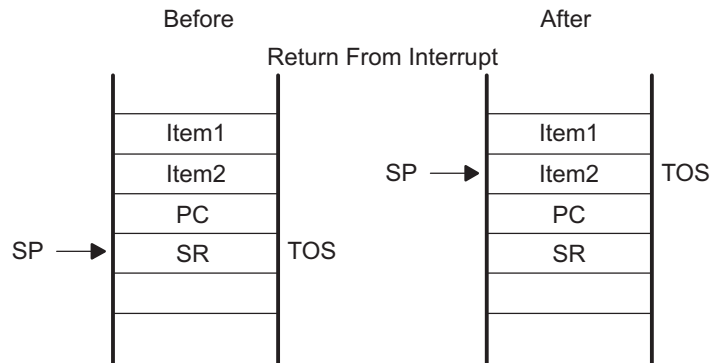 Before After
Return From Interrupt
Item1 Item1
SP Item2 Item2 TOS
PC PC
SP SR TOS SR